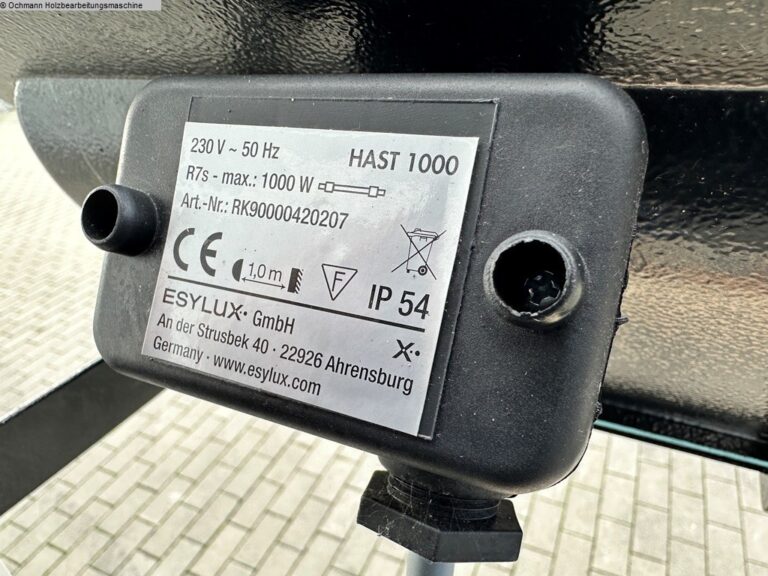 © Ochmann Holzbearbeitungsmaschine
230 V ~ 50 Hz HAST 1000
R7s - max.: 1000 W
Art.-Nr.: RK90000420207
CE 1,0 m F IP 54
ESYLUX· GmbH X·
An der Strusbek 40 · 22926 Ahrensburg
Germany · www.esylux.com